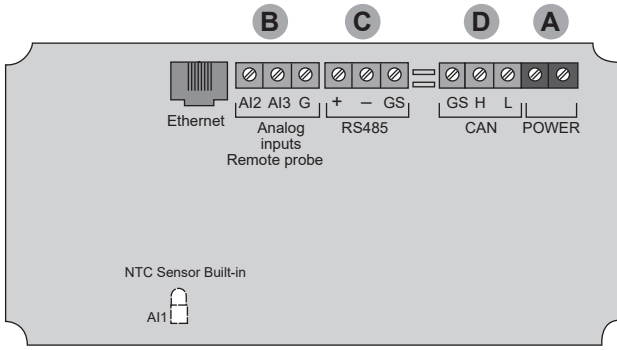 B C D A
AI2 AI3 G + – GS GS H L
Ethernet
Analog
inputs
Remote probe
RS485
CAN
POWER
NTC Sensor Built-in
AI1